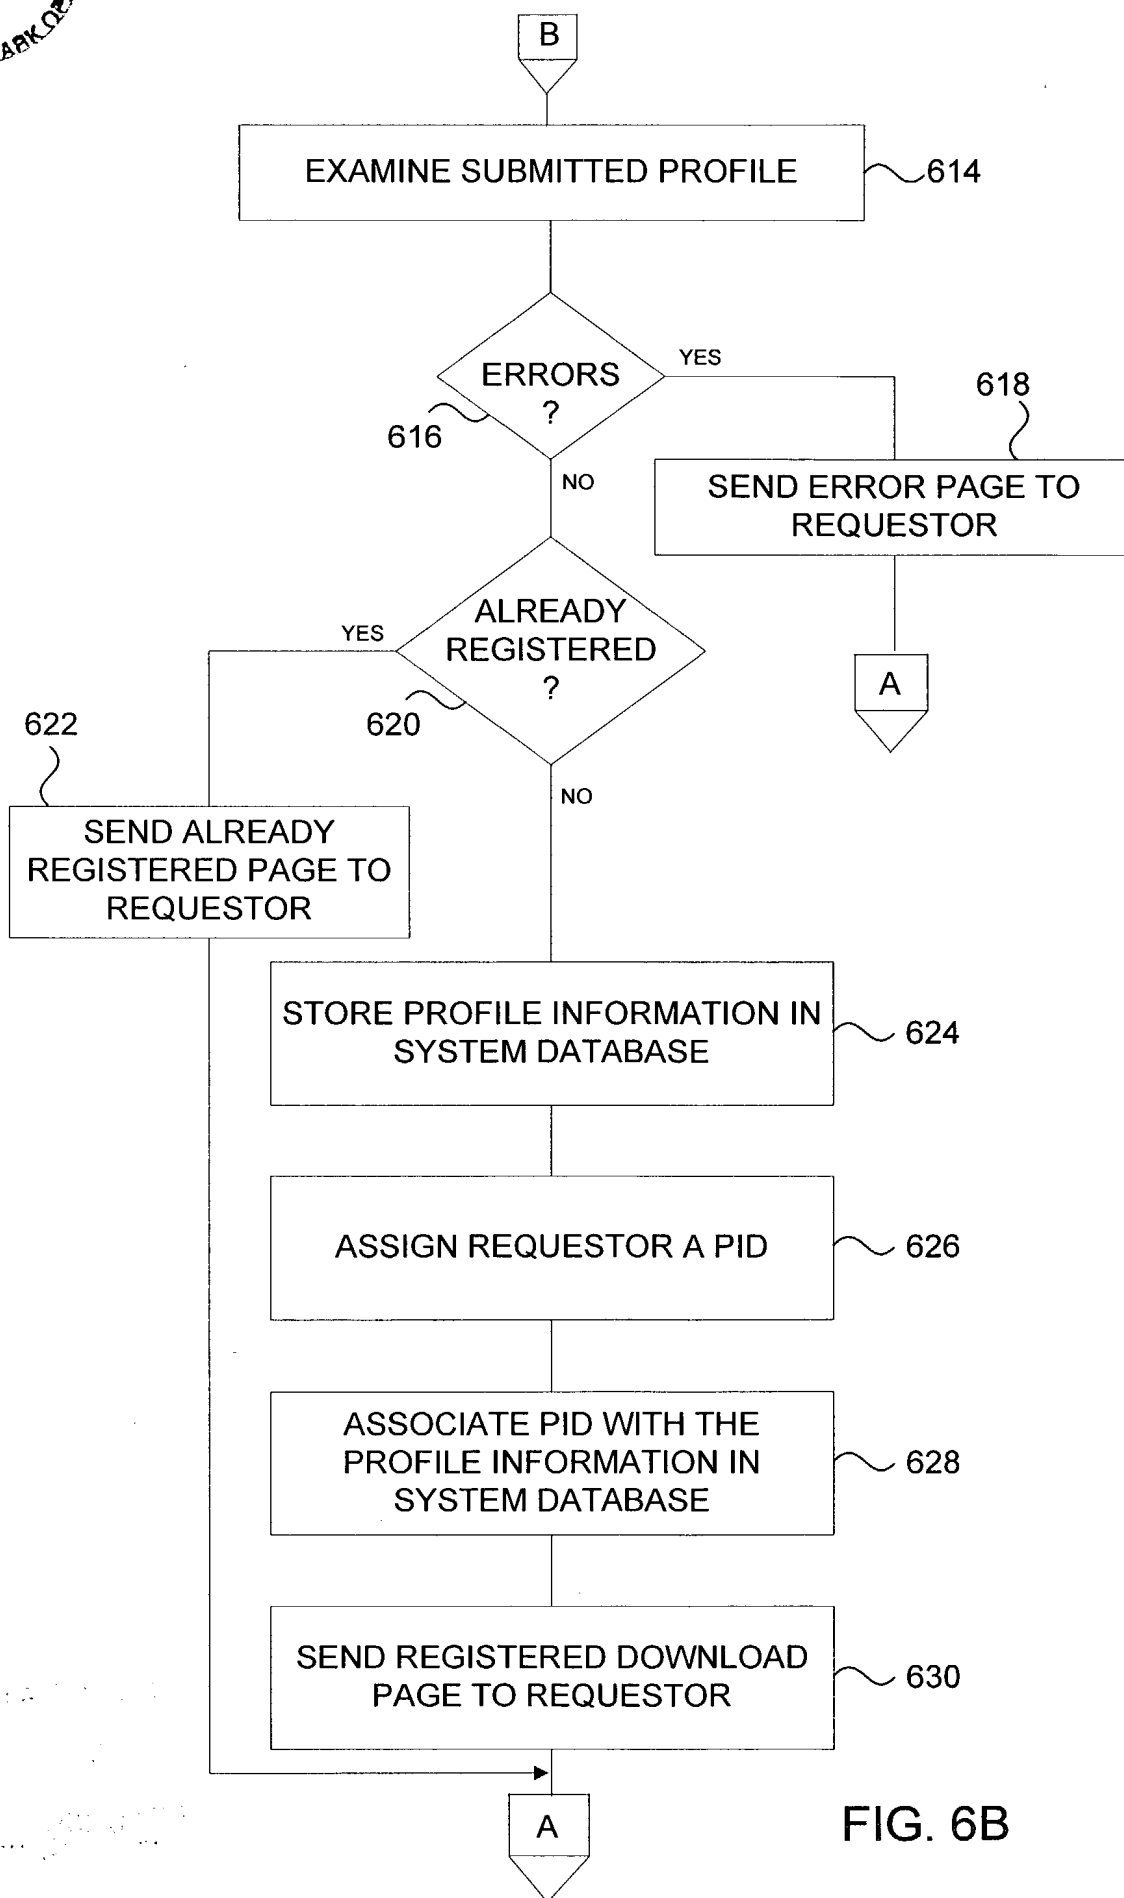 B
EXAMINE SUBMITTED PROFILE
614
ERRORS
?
616
YES
618
NO
SEND ERROR PAGE TO
REQUESTOR
A
ALREADY
REGISTERED
?
YES
620
622
NO
SEND ALREADY
REGISTERED PAGE TO
REQUESTOR
STORE PROFILE INFORMATION IN
SYSTEM DATABASE
624
ASSIGN REQUESTOR A PID
626
ASSOCIATE PID WITH THE
PROFILE INFORMATION IN
SYSTEM DATABASE
628
SEND REGISTERED DOWNLOAD
PAGE TO REQUESTOR
630
A
FIG. 6B